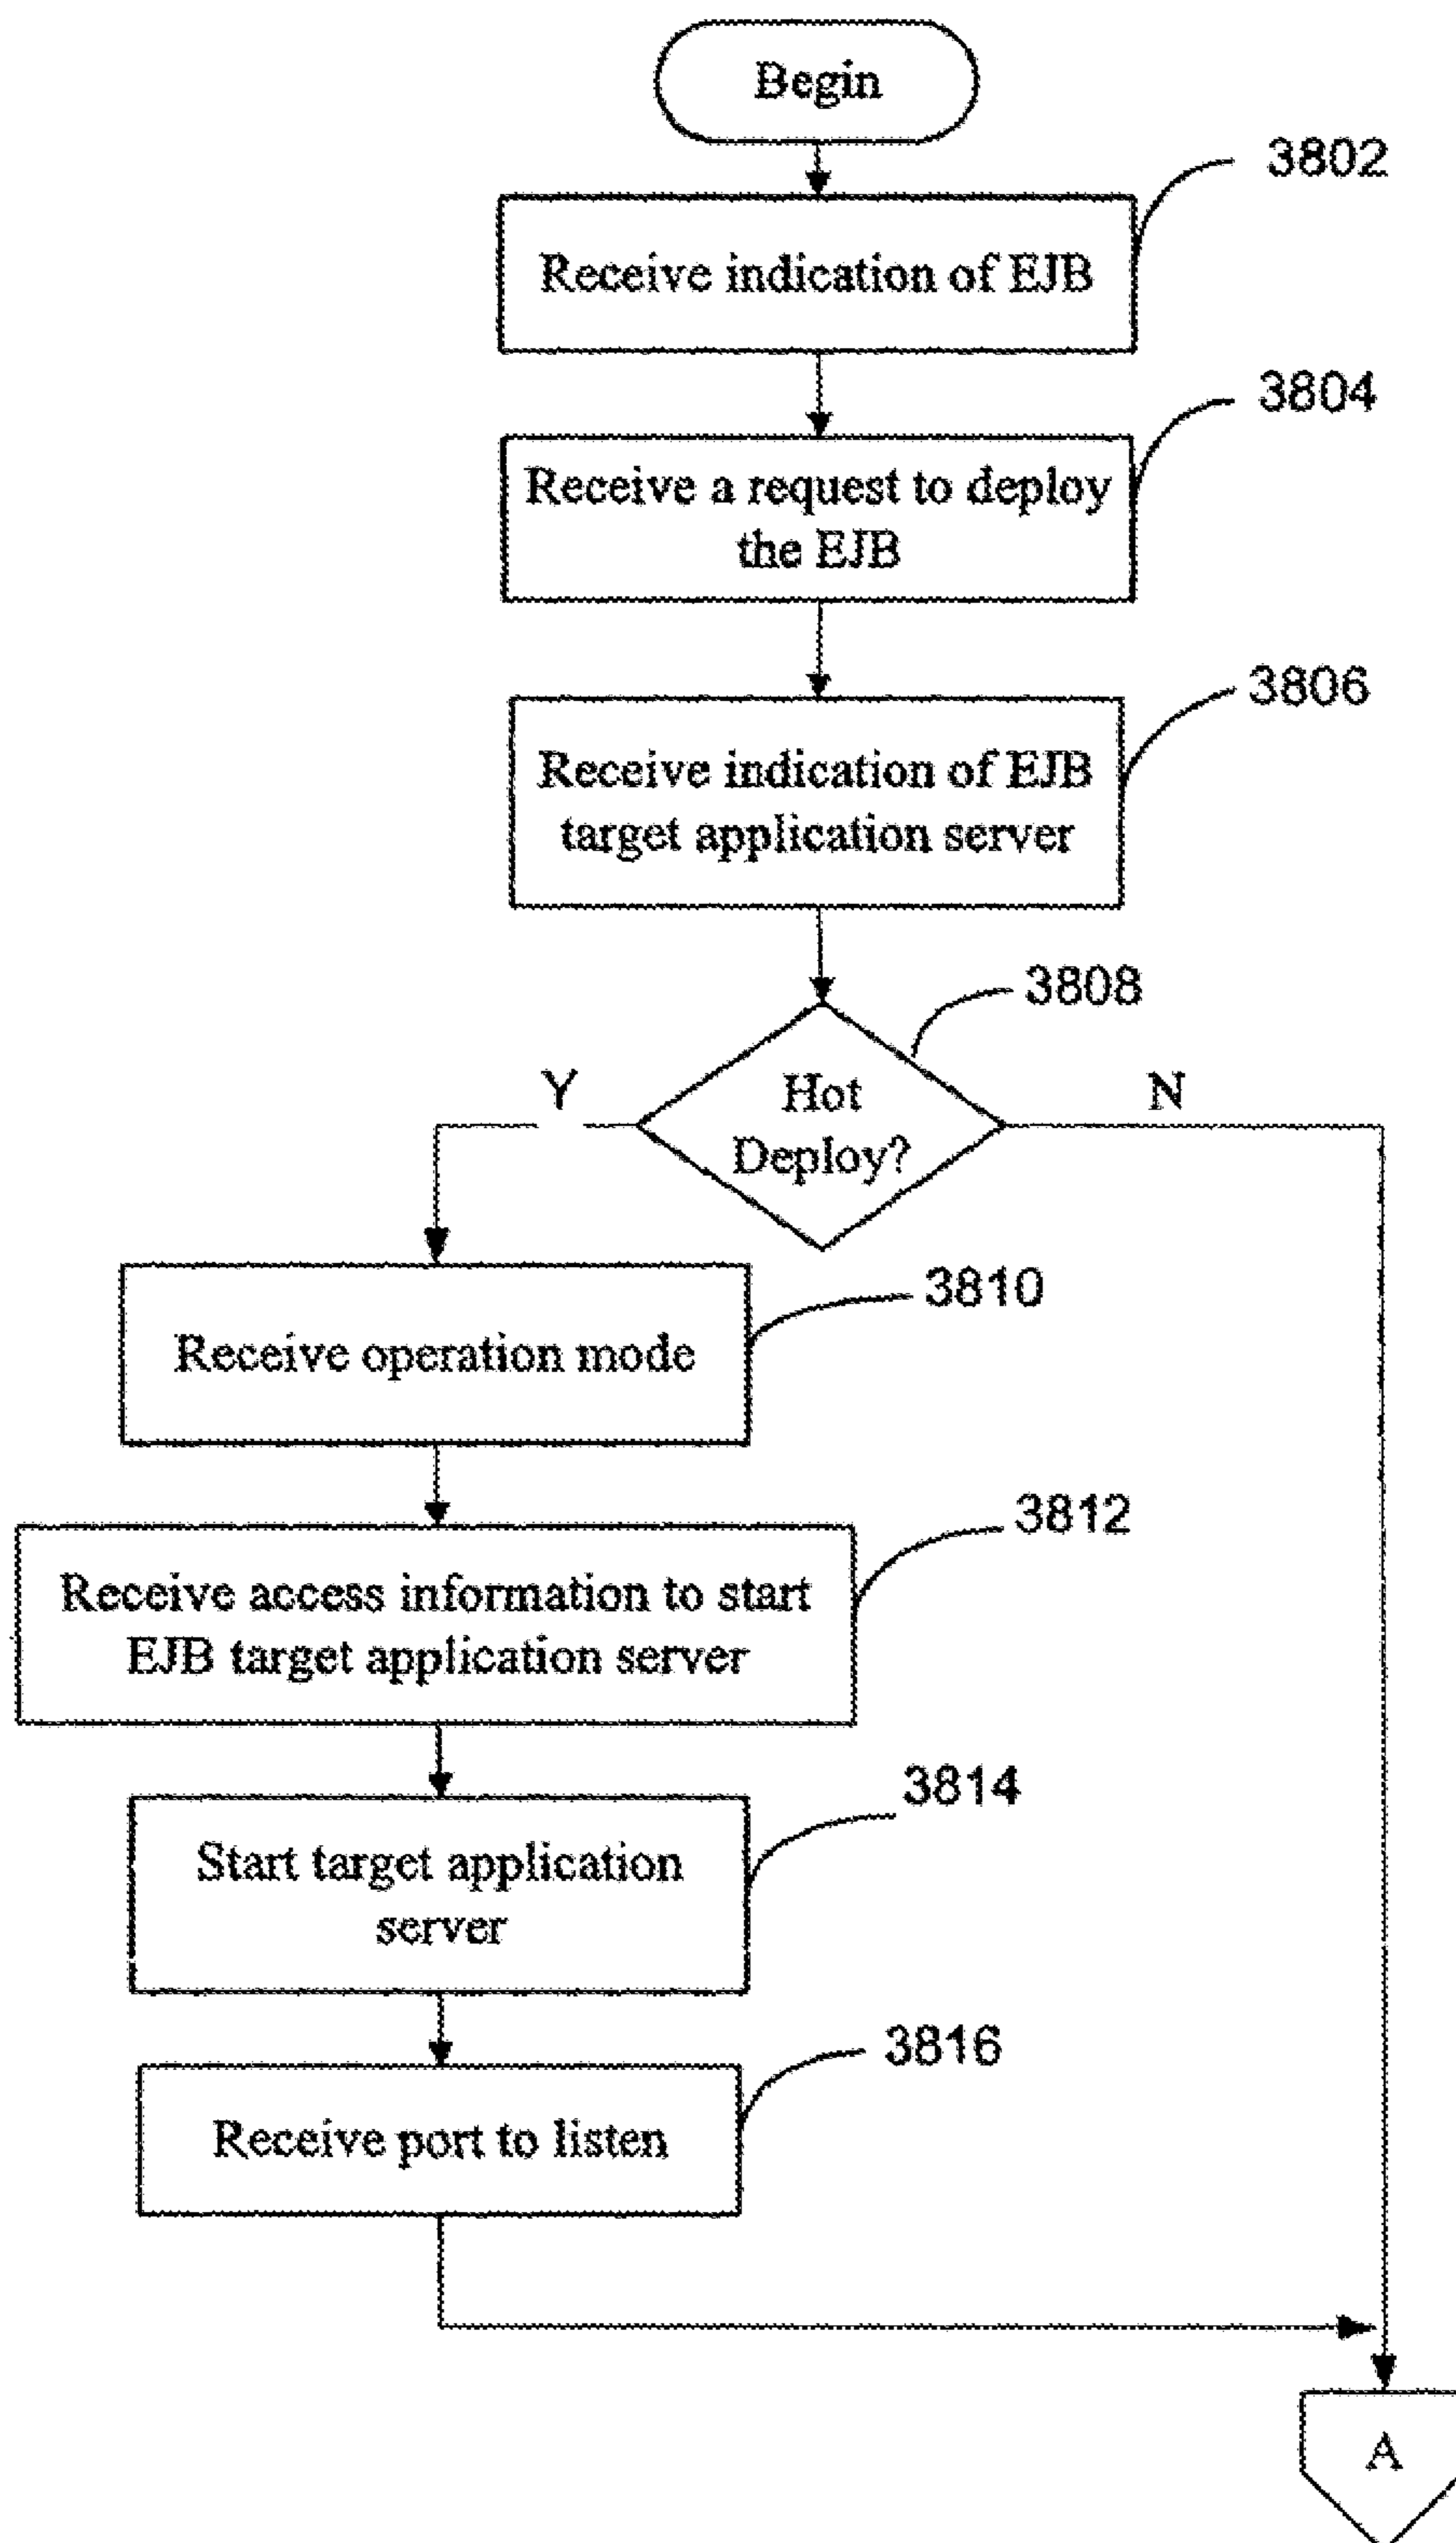 Begin
3802
Receive indication of EJB
3804
Receive a request to deploy
the EJB
3806
Receive indication of EJB
target application server
3808
Hot
Deploy?
Y
N
3810
Receive operation mode
3812
Receive access information to start
EJB target application server
3814
Start target application
server
3816
Receive port to listen
A